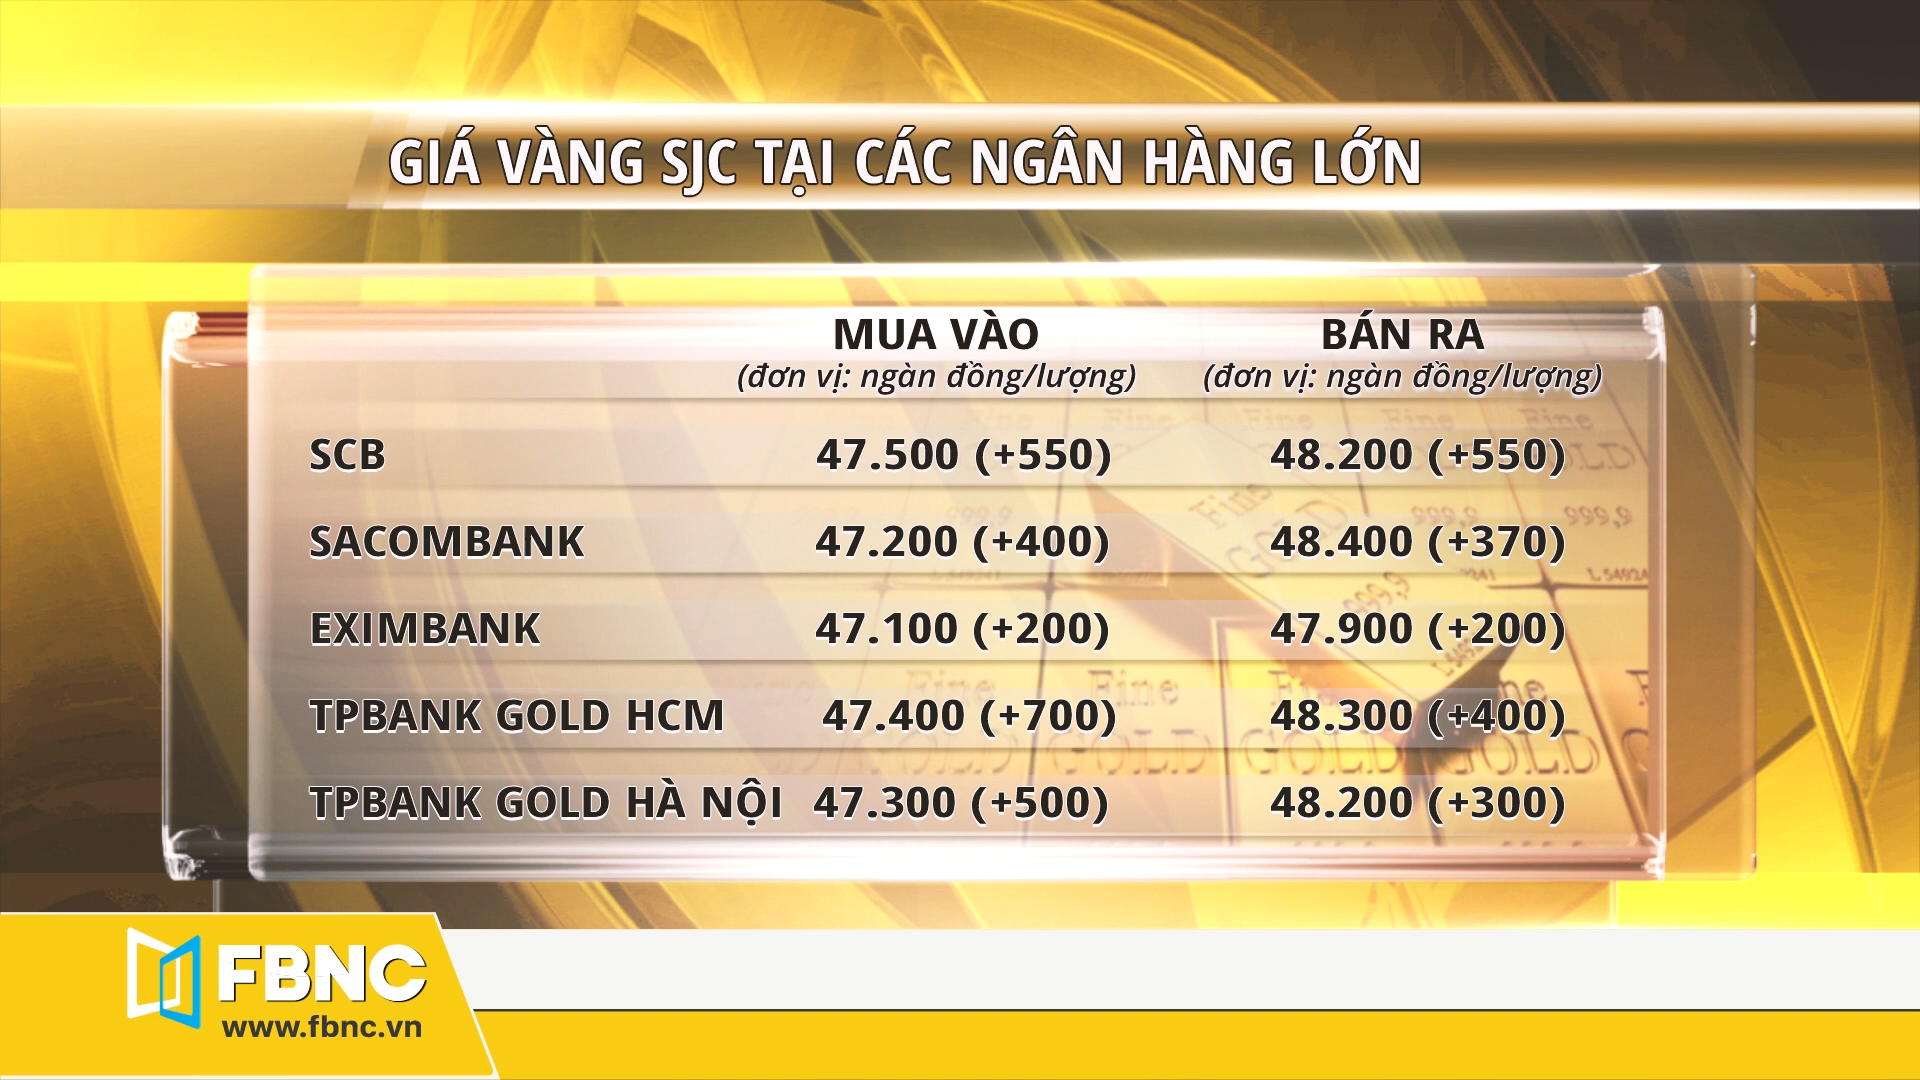 GIÁ VÀNG SJC TẠI CÁC NGÂN HÀNG LỚN
MUA VÀO BÁN RA
(đơn vị: ngàn đồng/lượng) (đơn vị: ngàn đồng/lượng)
SCB 47.500 (+550) 48.200 (+550)
SACOMBANK 47.200 (+400) 48.400 (+370)
EXIMBANK 47.100 (+200) 47.900 (+200)
TPBANK GOLD HCM 47.400 (+700) 48.300 (+400)
TPBANK GOLD HÀ NỘI 47.300 (+500) 48.200 (+300)
FBNC
www.fbnc.vn